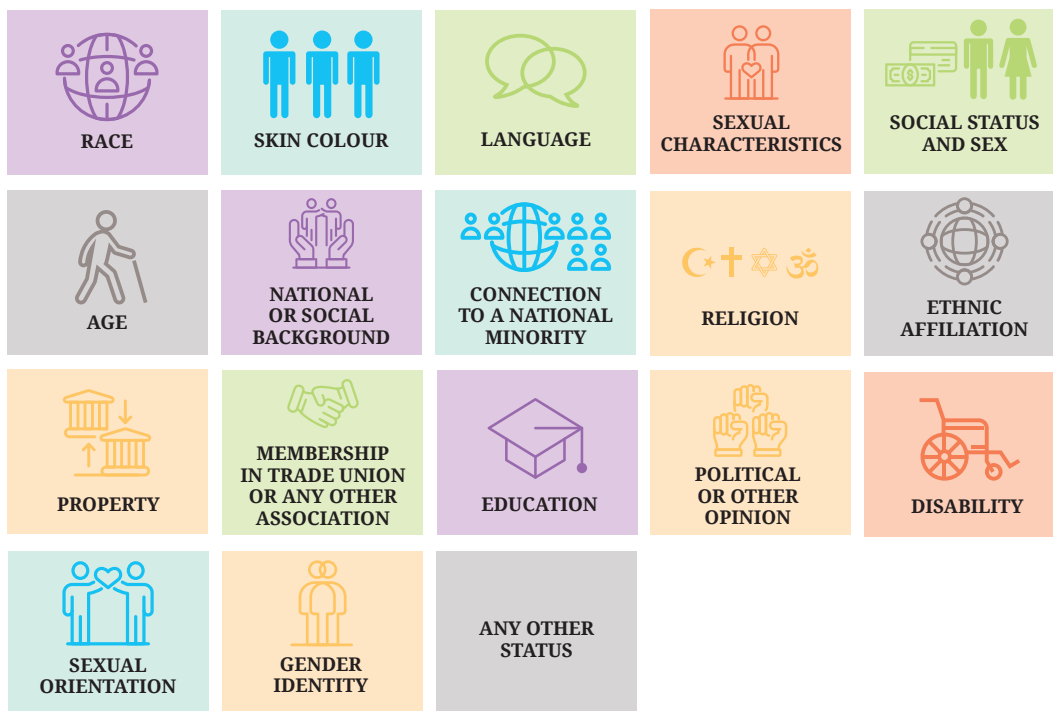 RACE
SKIN COLOUR
LANGUAGE
SEXUAL
CHARACTERISTICS
SOCIAL STATUS
AND SEX
AGE
NATIONAL
OR SOCIAL
BACKGROUND
CONNECTION
TO A NATIONAL
MINORITY
RELIGION
ETHNIC
AFFILIATION
PROPERTY
MEMBERSHIP
IN TRADE UNION
OR ANY OTHER
ASSOCIATION
EDUCATION
POLITICAL
OR OTHER
OPINION
DISABILITY
SEXUAL
ORIENTATION
GENDER
IDENTITY
ANY OTHER
STATUS